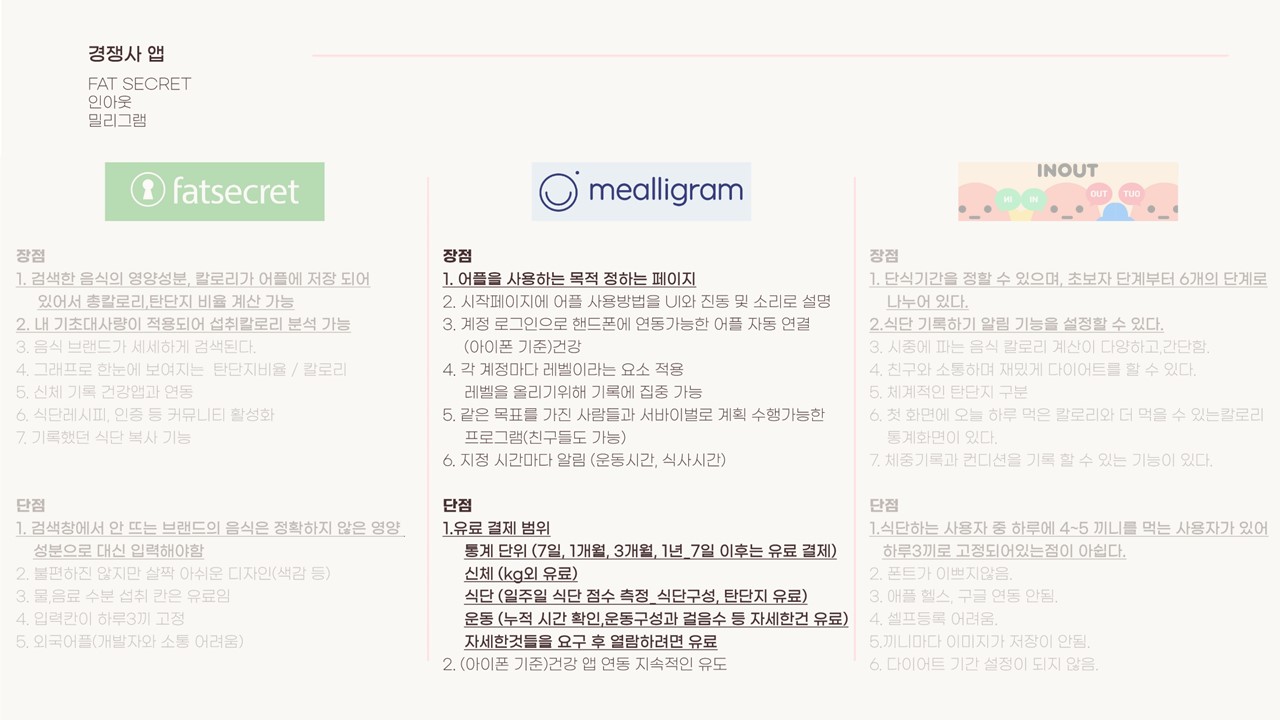 경쟁사 앱
FAT SECRET
인아웃
밀리그램
fatsecret
장점
1. 검색한 음식의 영양성분, 칼로리가 어플에 저장 되어
있어서 총칼로리,탄단지 비율 계산 가능
2. 내 기초대사량이 적용되어 섭취칼로리 분석 가능
3. 음식 브랜드가 세세하게 검색된다.
4. 그래프로 한눈에 보여지는 탄단지비율 / 칼로리
5. 신체 기록 건강앱과 연동
6. 식단레시피, 인증 등 커뮤니티 활성화
7. 기록했던 식단 복사 기능
단점
1. 검색창에서 안 뜨는 브랜드의 음식은 정확하지 않은 영양
성분으로 대신 입력해야함
2. 불편하진 않지만 살짝 아쉬운 디자인(색감 등)
3. 물,음료 수분 섭취 칸은 유료임
4. 입력칸이 하루3끼 고정
5. 외국어플(개발자와 소통 어려움)
mealligram
장점
1. 어플을 사용하는 목적 정하는 페이지
2. 시작페이지에 어플 사용방법을 UI와 진동 및 소리로 설명
3. 계정 로그인으로 핸드폰에 연동가능한 어플 자동 연결
(아이폰 기준)건강
4. 각 계정마다 레벨이라는 요소 적용
레벨을 올리기위해 기록에 집중 가능
5. 같은 목표를 가진 사람들과 서바이벌로 계획 수행가능한
프로그램(친구들도 가능)
6. 지정 시간마다 알림 (운동시간, 식사시간)
단점
1.유료 결제 범위
통계 단위 (7일, 1개월, 3개월, 1년_7일 이후는 유료 결제)
신체 (kg외 유료)
식단 (일주일 식단 점수 측정_식단구성, 탄단지 유료)
운동 (누적 시간 확인,운동구성과 걸음수 등 자세한건 유료)
자세한것들을 요구 후 열람하려면 유료
2. (아이폰 기준)건강 앱 연동 지속적인 유도
INOUT
NI IN OUT TUO
장점
1. 단식기간을 정할 수 있으며, 초보자 단계부터 6개의 단계로
나누어 있다.
2.식단 기록하기 알림 기능을 설정할 수 있다.
3. 시중에 파는 음식 칼로리 계산이 다양하고,간단함.
4. 친구와 소통하며 재밌게 다이어트를 할 수 있다.
5. 체계적인 탄단지 구분
6. 첫 화면에 오늘 하루 먹은 칼로리와 더 먹을 수 있는칼로리
통계화면이 있다.
7. 체중기록과 컨디션을 기록 할 수 있는 기능이 있다.
단점
1.식단하는 사용자 중 하루에 4~5 끼니를 먹는 사용자가 있어
하루3끼로 고정되어있는점이 아쉽다.
2. 폰트가 이쁘지않음.
3. 애플 헬스, 구글 연동 안됨.
4. 셀프등록 어려움.
5.끼니마다 이미지가 저장이 안됨.
6. 다이어트 기간 설정이 되지 않음.